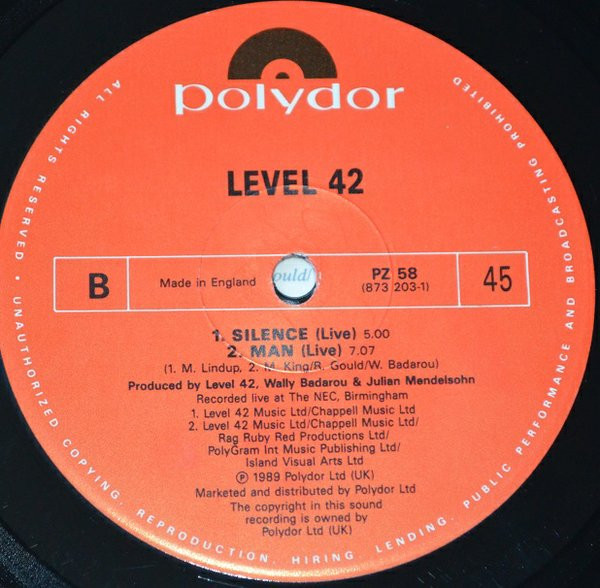 polydor
LEVEL 42
B
Made in England
ould/
PZ 58
(873 203-1)
45
1. SILENCE (Live) 5.00
2. MAN (Live) 7.07
(1. M. Lindup, 2. M. King/R. Gould/W. Badarou)
Produced by Level 42, Wally Badarou & Julian Mendelsohn
Recorded live at The NEC, Birmingham
1. Level 42 Music Ltd/Chappell Music Ltd
2. Level 42 Music Ltd/Chappell Music Ltd/
Rag Ruby Red Productions Ltd/
PolyGram Int Music Publishing Ltd/
Island Visual Arts Ltd
℗ 1989 Polydor Ltd (UK)
Marketed and distributed by Polydor Ltd
The copyright in this sound
recording is owned by
Polydor Ltd (UK)
ALL RIGHTS RESERVED • UNAUTHORIZED COPYING, REPRODUCTION, HIRING, LENDING, PUBLIC PERFORMANCE AND BROADCASTING PROHIBITED